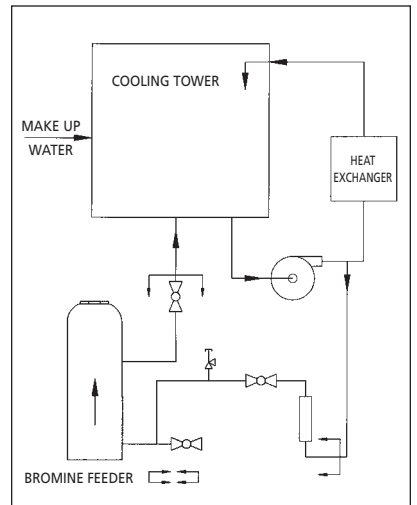 COOLING TOWER
MAKE UP
WATER
HEAT
EXCHANGER
BROMINE FEEDER